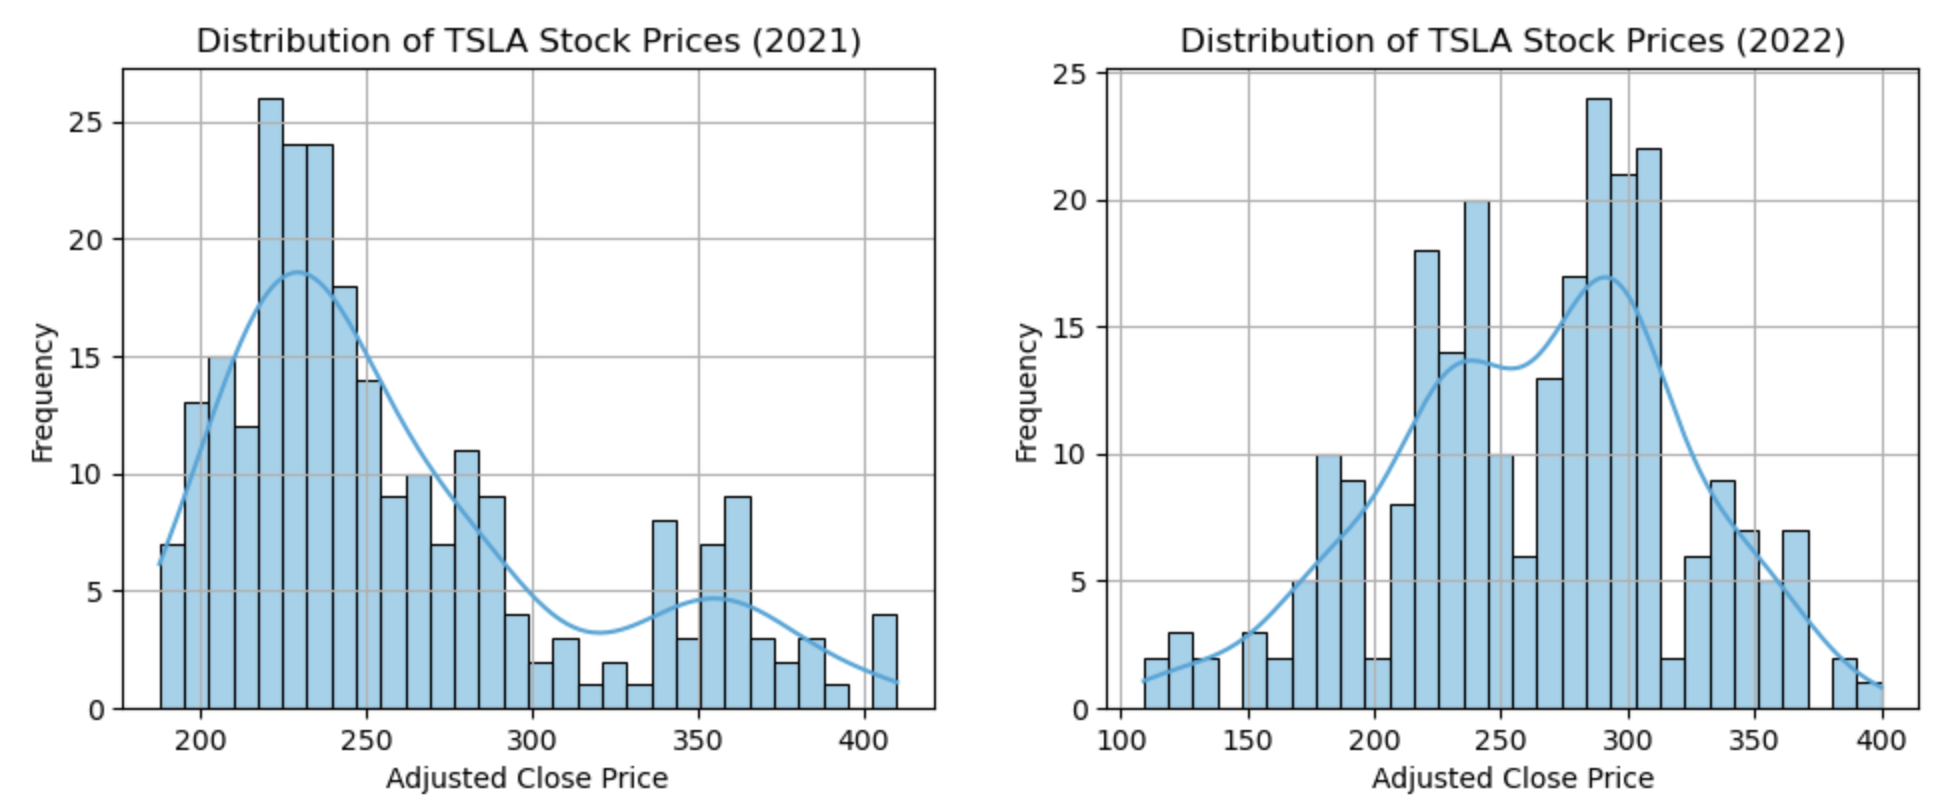 Distribution of TSLA Stock Prices (2021)
25
20
15
10
5
0
Frequency
200 250 300 350 400
Adjusted Close Price
Distribution of TSLA Stock Prices (2022)
25
20
15
10
5
0
Frequency
100 150 200 250 300 350 400
Adjusted Close Price